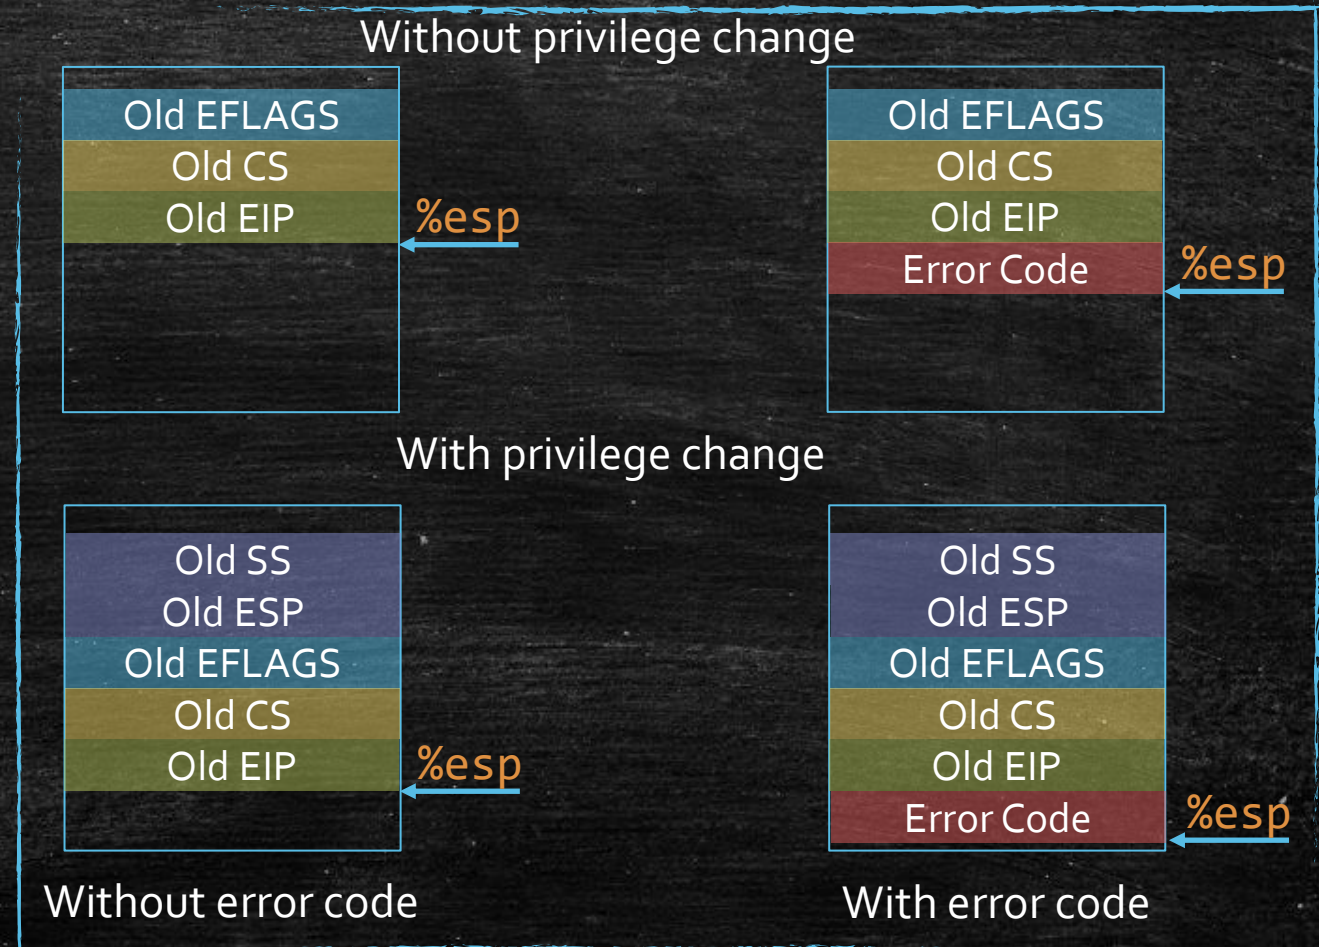 Without privilege change
Old EFLAGS
Old CS
Old EIP
%esp
Old EFLAGS
Old CS
Old EIP
Error Code
%esp
With privilege change
Old SS
Old ESP
Old EFLAGS
Old CS
Old EIP
%esp
Old SS
Old ESP
Old EFLAGS
Old CS
Old EIP
Error Code
%esp
Without error code
With error code